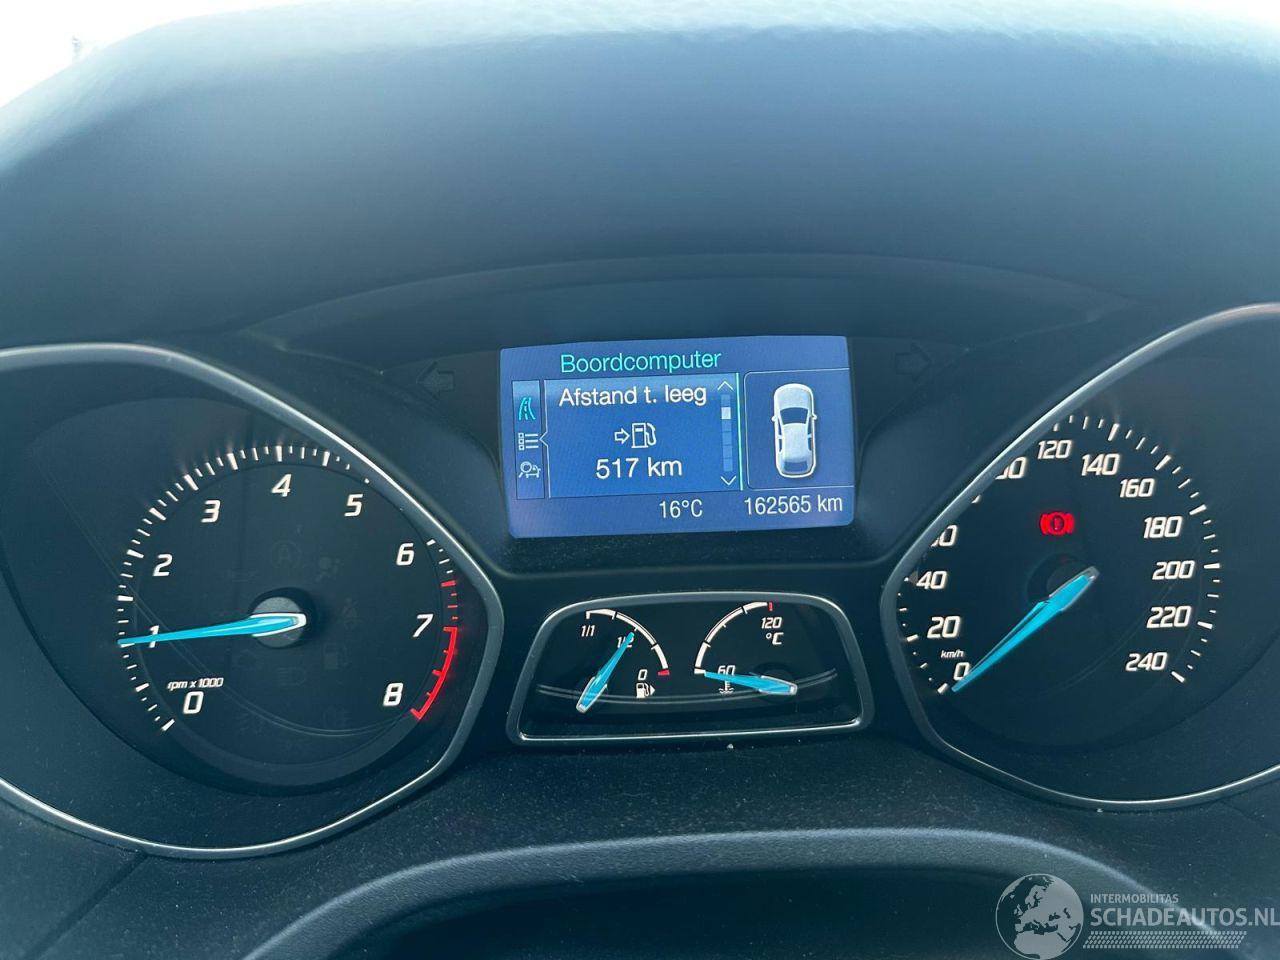 Boordcomputer
Afstand t. leeg
517 km
16°C
162565 km
0
1
2
3
4
5
6
7
8
rpm x 1000
1/1
1/2
0
60
120
°C
0
20
40
120
140
160
180
200
220
240
km/h
INTERMOBILITAS
SCHADEAUTOS.NL